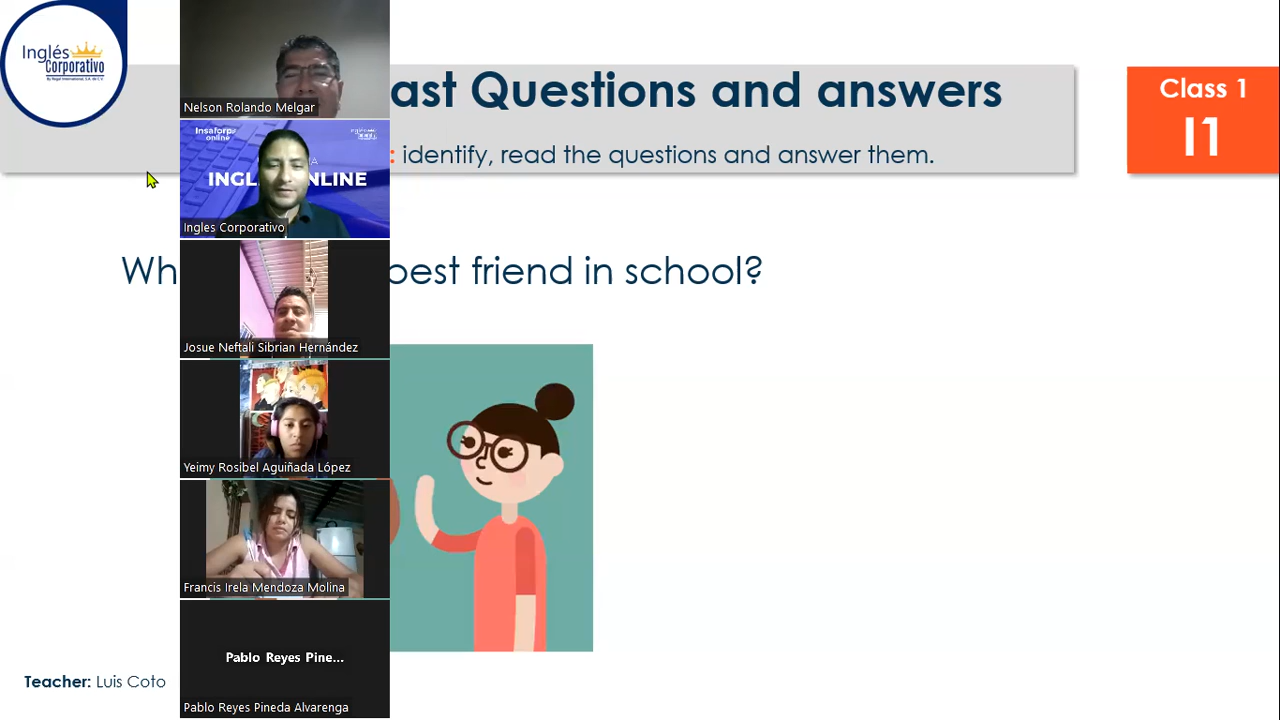 Inglés
Corporativo
By Regal International, S.A. de C.V.
ast Questions and answers
: identify, read the questions and answer them.
Class 1
I1
Nelson Rolando Melgar
Insaforp
online
INGL ONLINE
Ingles Corporativo
Wh best friend in school?
Josue Neftali Sibrian Hernández
Yeimy Rosibel Aguiñada López
Francis Irela Mendoza Molina
Pablo Reyes Pine...
Pablo Reyes Pineda Alvarenga
Teacher: Luis Coto